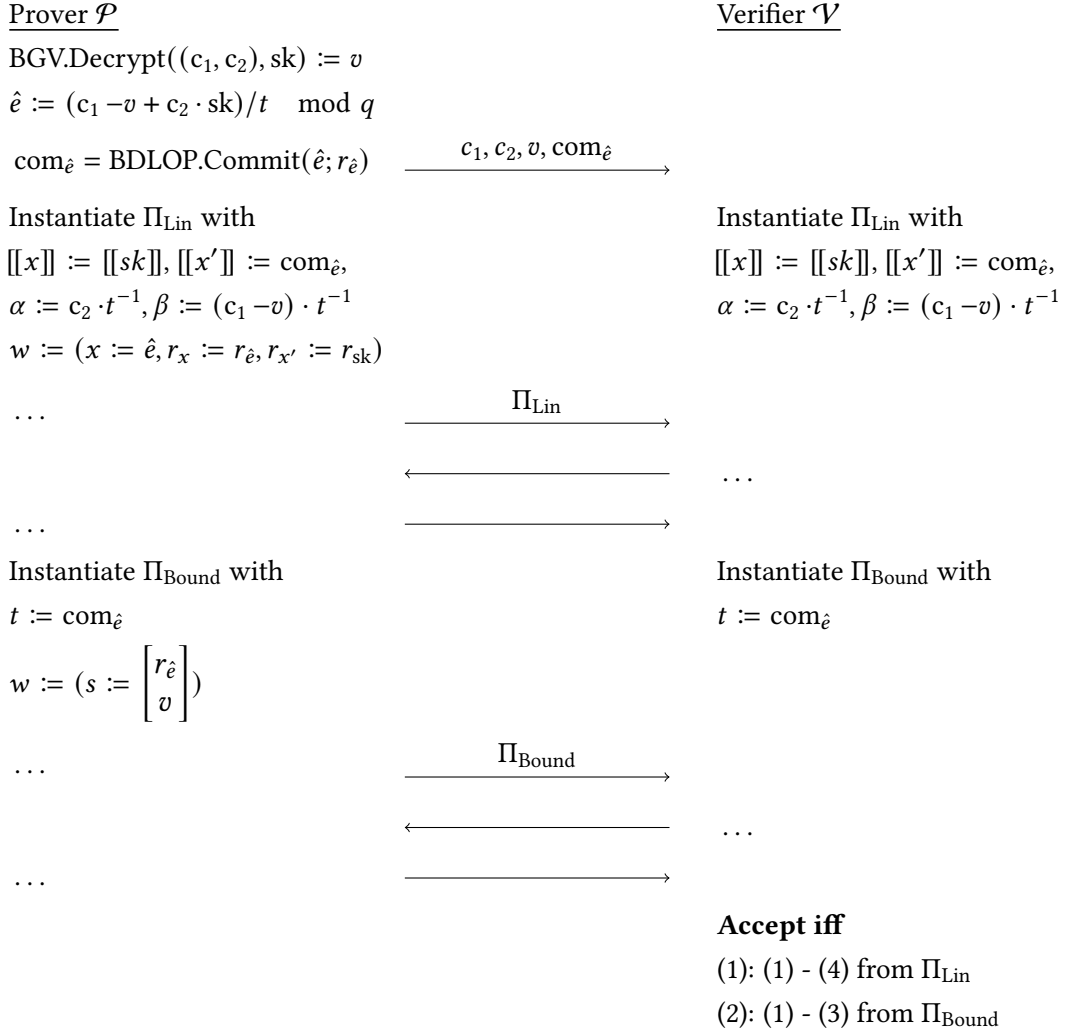 Prover 𝒫 Verifier 𝒱
BGV.Decrypt((c₁, c₂), sk) ≔ v
ê ≔ (c₁ −v + c₂ · sk)/t mod q
com_ê = BDLOP.Commit(ê; r_ê) c₁, c₂, v, com_ê
Instantiate Π_Lin with Instantiate Π_Lin with
[[x]] ≔ [[sk]], [[x′]] ≔ com_ê, [[x]] ≔ [[sk]], [[x′]] ≔ com_ê,
α ≔ c₂ ·t⁻¹, β ≔ (c₁ −v) · t⁻¹ α ≔ c₂ ·t⁻¹, β ≔ (c₁ −v) · t⁻¹
w ≔ (x ≔ ê, r_x ≔ r_ê, r_x′ ≔ r_sk)
... Π_Lin
...
...
Instantiate Π_Bound with Instantiate Π_Bound with
t ≔ com_ê t ≔ com_ê
w ≔ (s ≔ [r_ê
v])
... Π_Bound
...
...
Accept iff
(1): (1) - (4) from Π_Lin
(2): (1) - (3) from Π_Bound